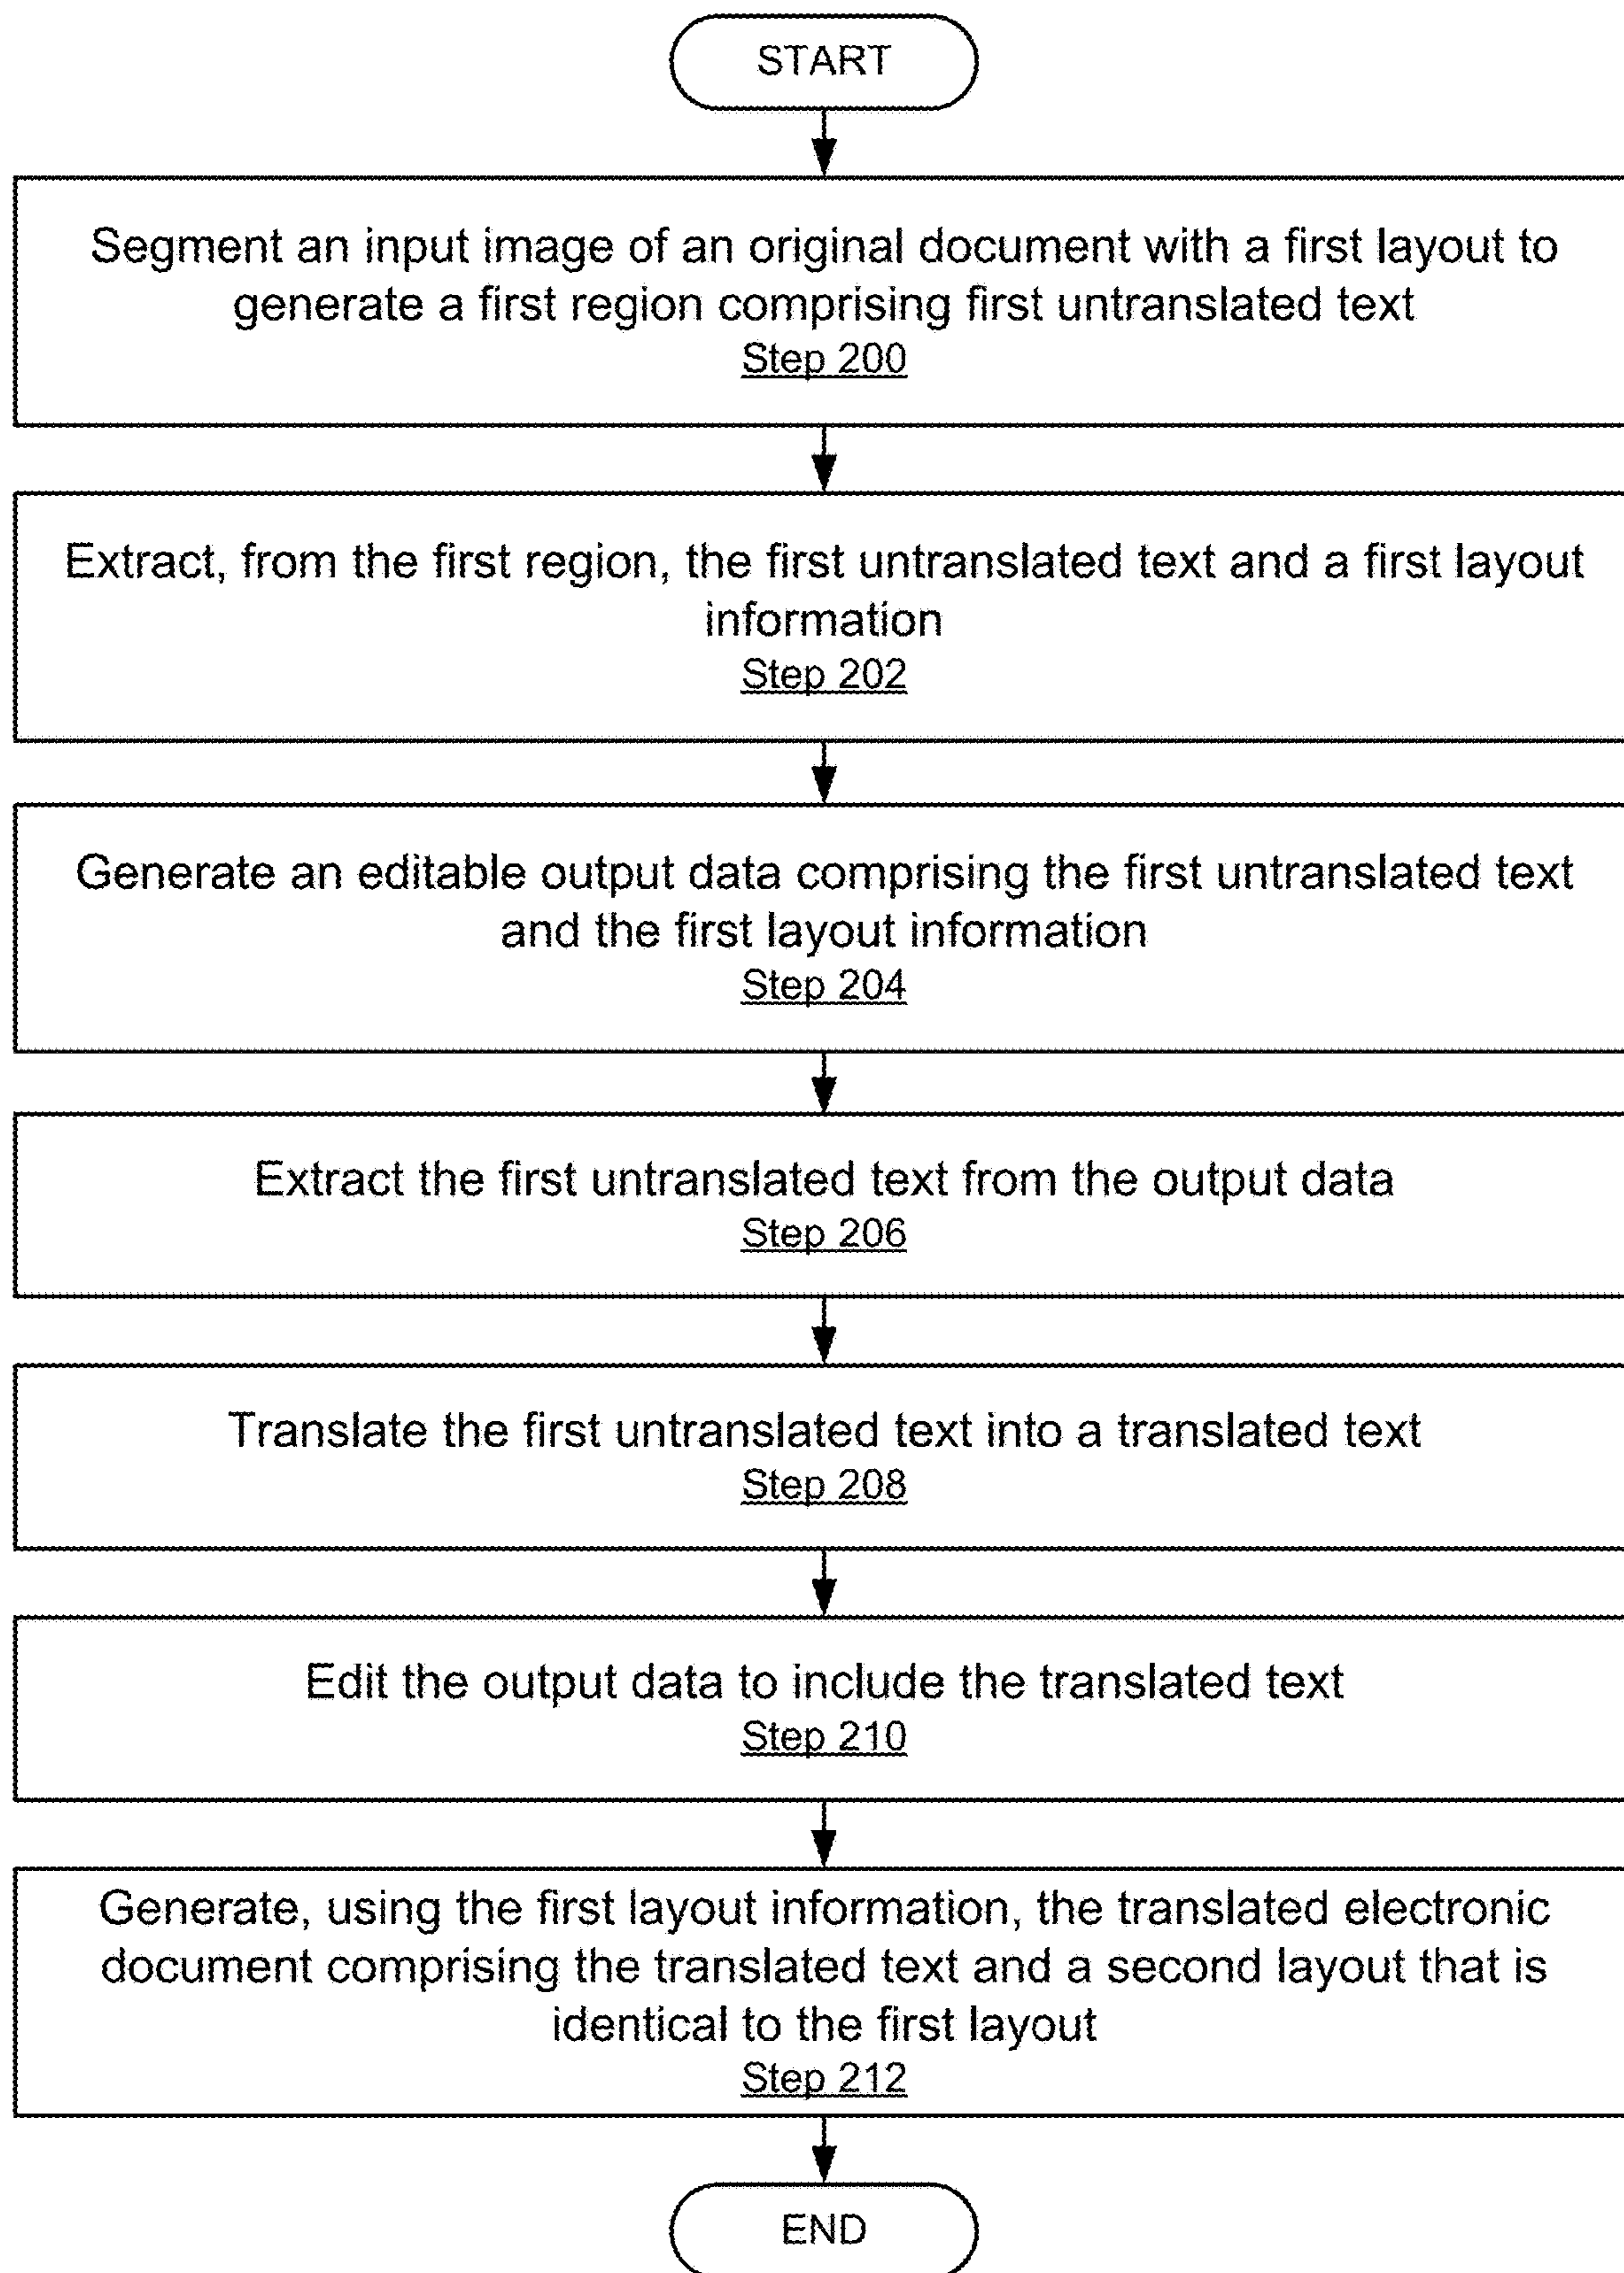 START
Segment an input image of an original document with a first layout to
generate a first region comprising first untranslated text
Step 200
Extract, from the first region, the first untranslated text and a first layout
information
Step 202
Generate an editable output data comprising the first untranslated text
and the first layout information
Step 204
Extract the first untranslated text from the output data
Step 206
Translate the first untranslated text into a translated text
Step 208
Edit the output data to include the translated text
Step 210
Generate, using the first layout information, the translated electronic
document comprising the translated text and a second layout that is
identical to the first layout
Step 212
END